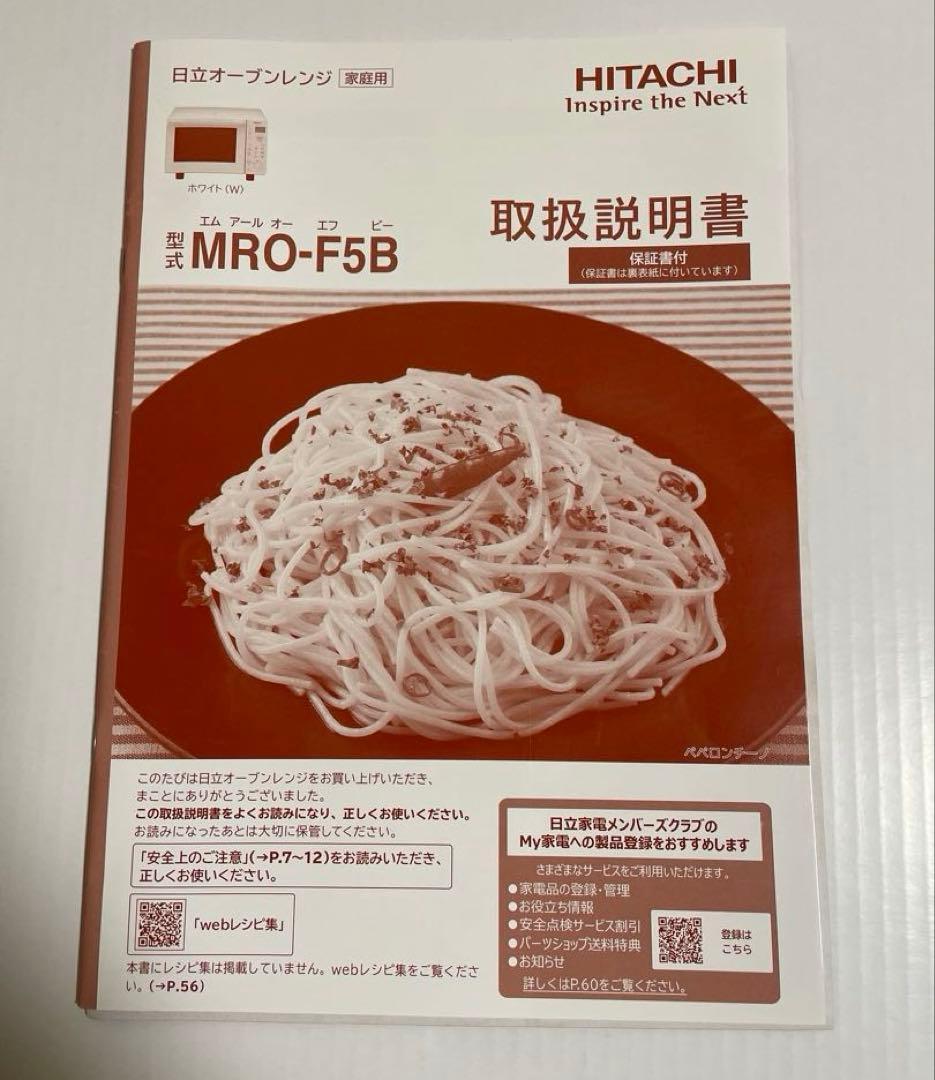 日立オーブンレンジ 家庭用
HITACHI
Inspire the Next
ホワイト(W)
エム アール オー エフ ビー
型式 MRO-F5B
取扱説明書
保証書付
(保証書は裏表紙に付いています)
ペペロンチーノ
このたびは日立オーブンレンジをお買い上げいただき、
まことにありがとうございました。
この取扱説明書をよくお読みになり、正しくお使いください。
お読みになったあとは大切に保管してください。
「安全上のご注意」(→P.7~12)をお読みいただき、
正しくお使いください。
「webレシピ集」
本書にレシピ集は掲載していません。webレシピ集をご覧くださ
い。(→P.56)
日立家電メンバーズクラブの
My家電への製品登録をおすすめします
さまざまなサービスをご利用いただけます。
●家電品の登録・管理
●お役立ち情報
●安全点検サービス割引
●パーツショップ送料特典
●お知らせ
登録は
こちら
詳しくはP.60をご覧ください。